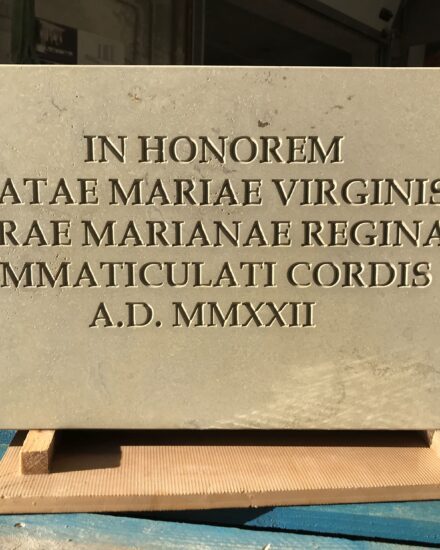 IN HONOREM
ATAE MARIAE VIRGINIS
RAE MARIANAE REGINA
MMATICULATI CORDIS
A.D. MMXXII